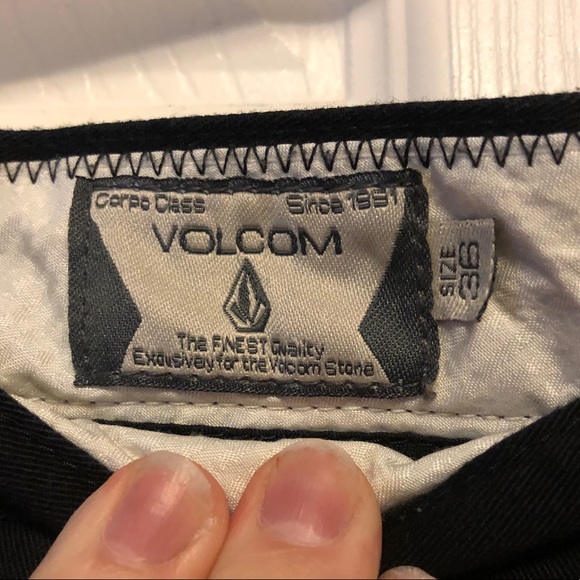 Corpo Class Since 1991
VOLCOM
The FINEST Quality
Exclusively for the Volcom Stone
SIZE
36